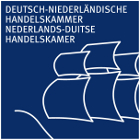 DEUTSCH-NIEDERLÄNDISCHE
HANDELSKAMMER
NEDERLANDS-DUITSE
HANDELSKAMER